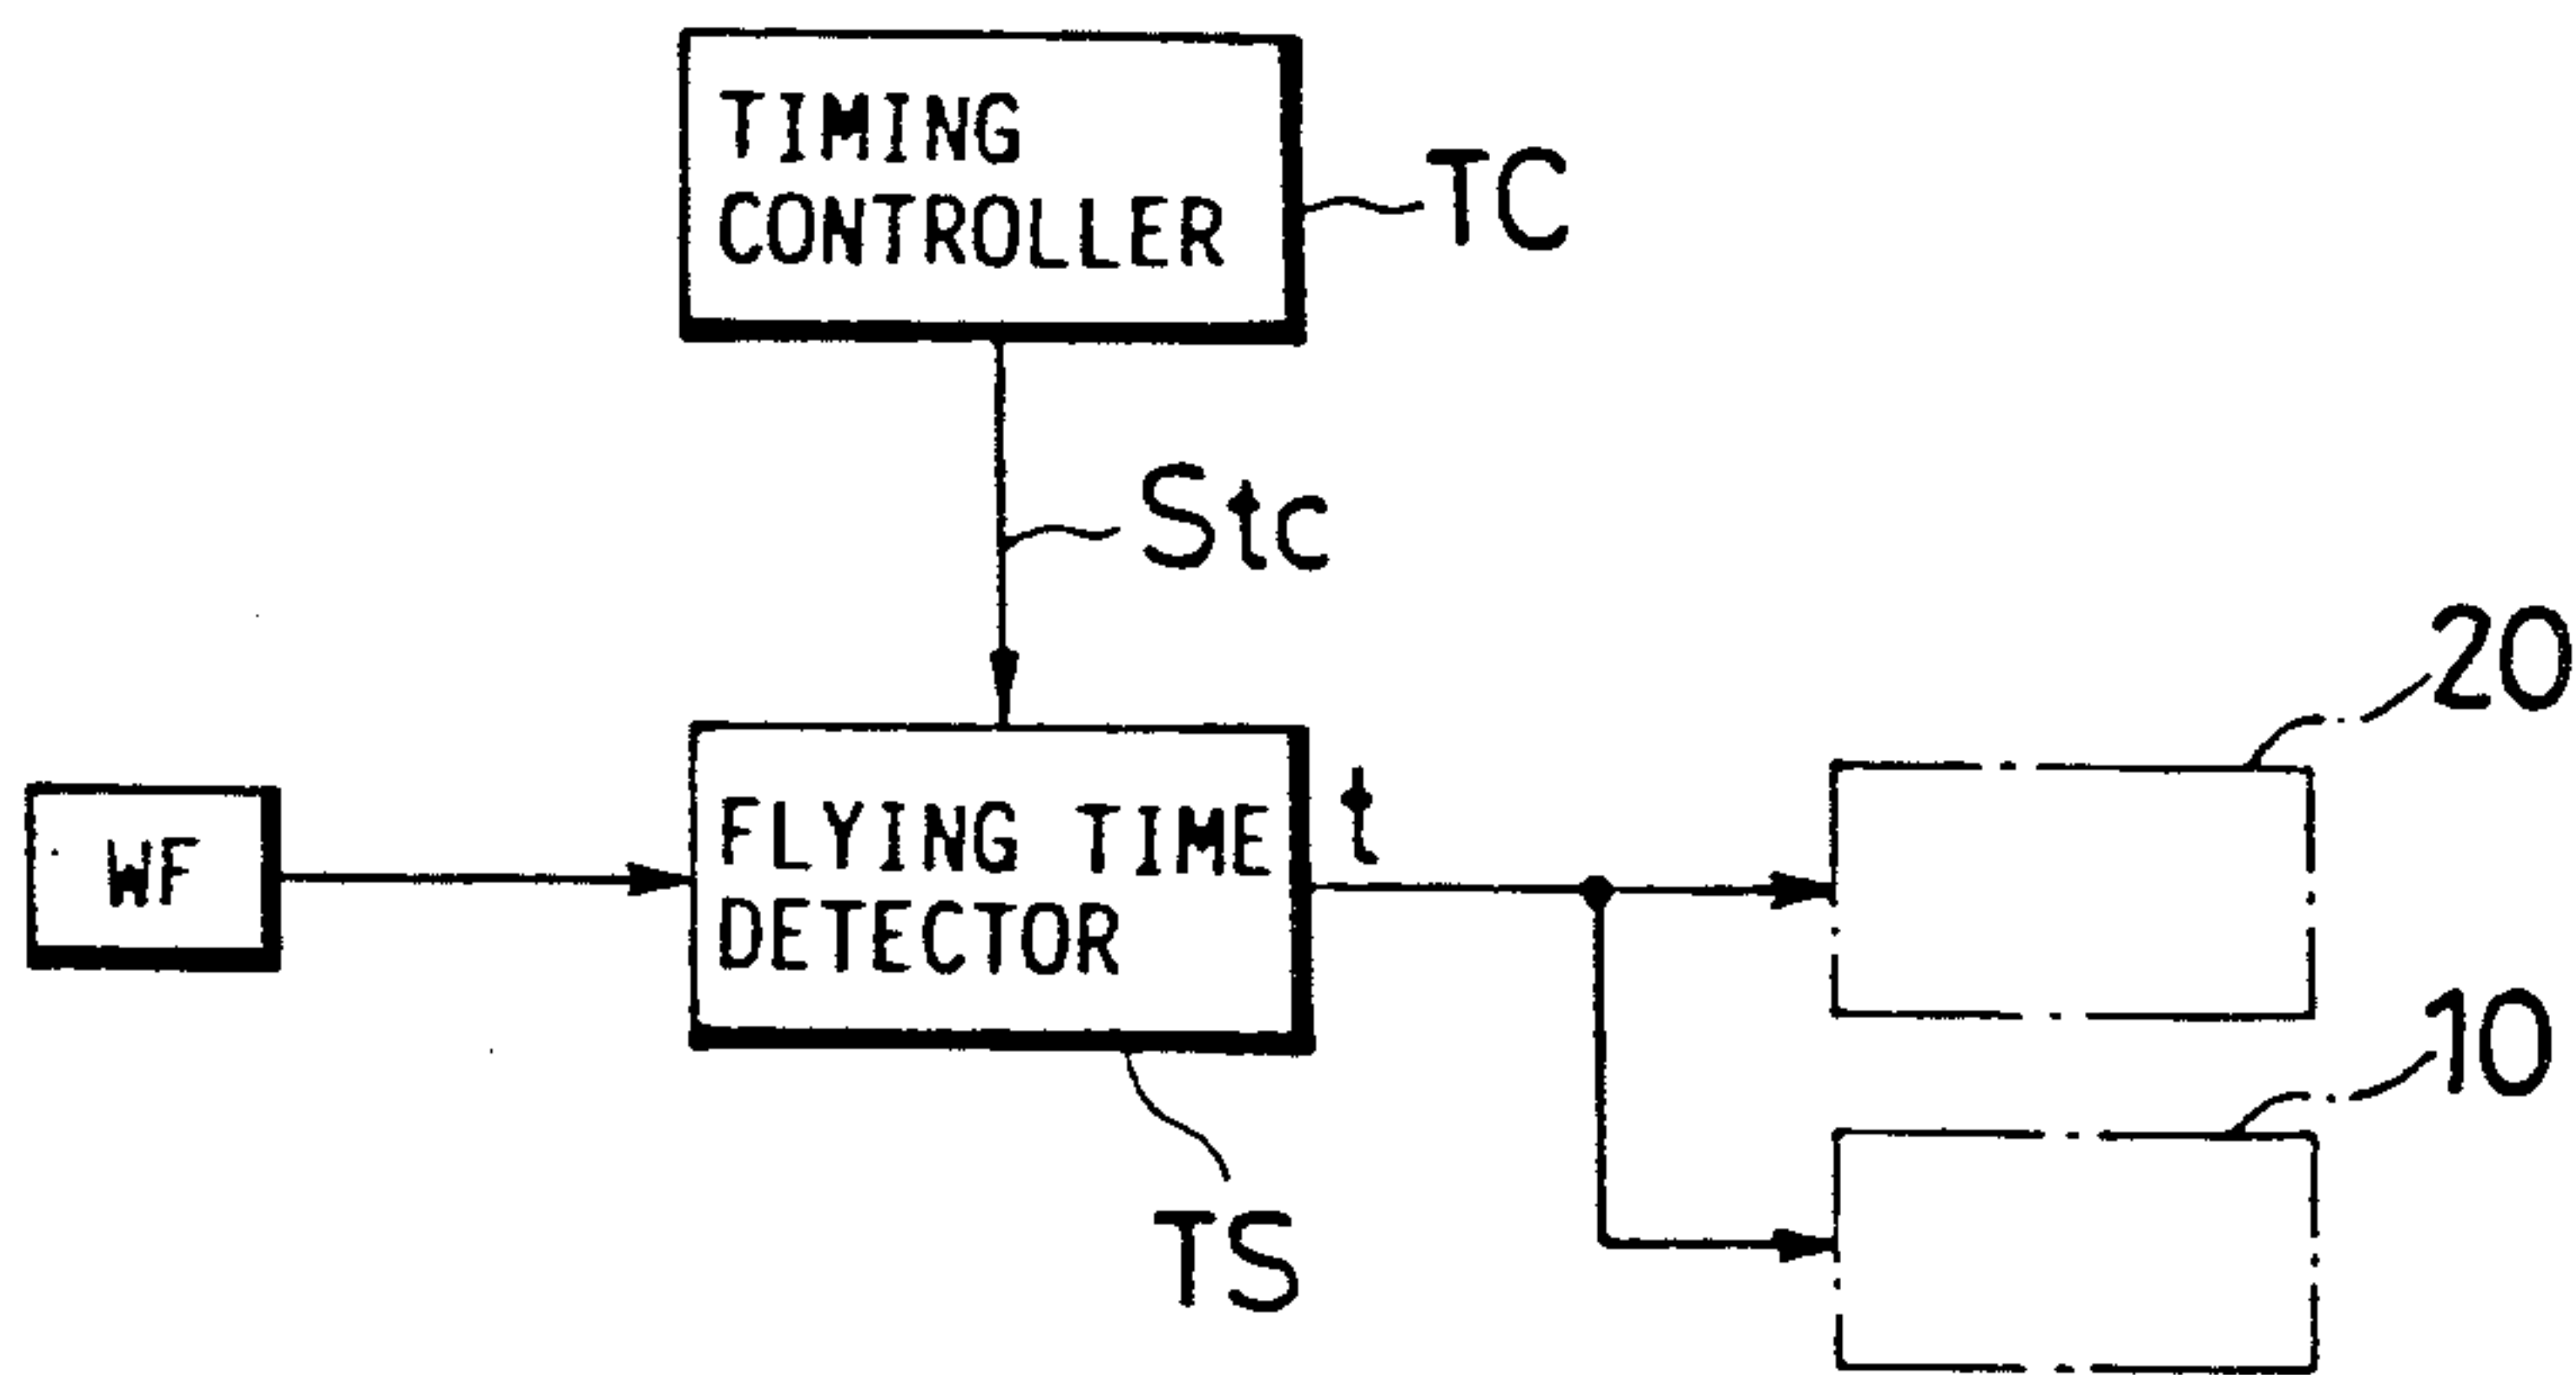 TIMING
CONTROLLER
TC
Stc
20
WF
FLYING TIME
DETECTOR
t
10
TS